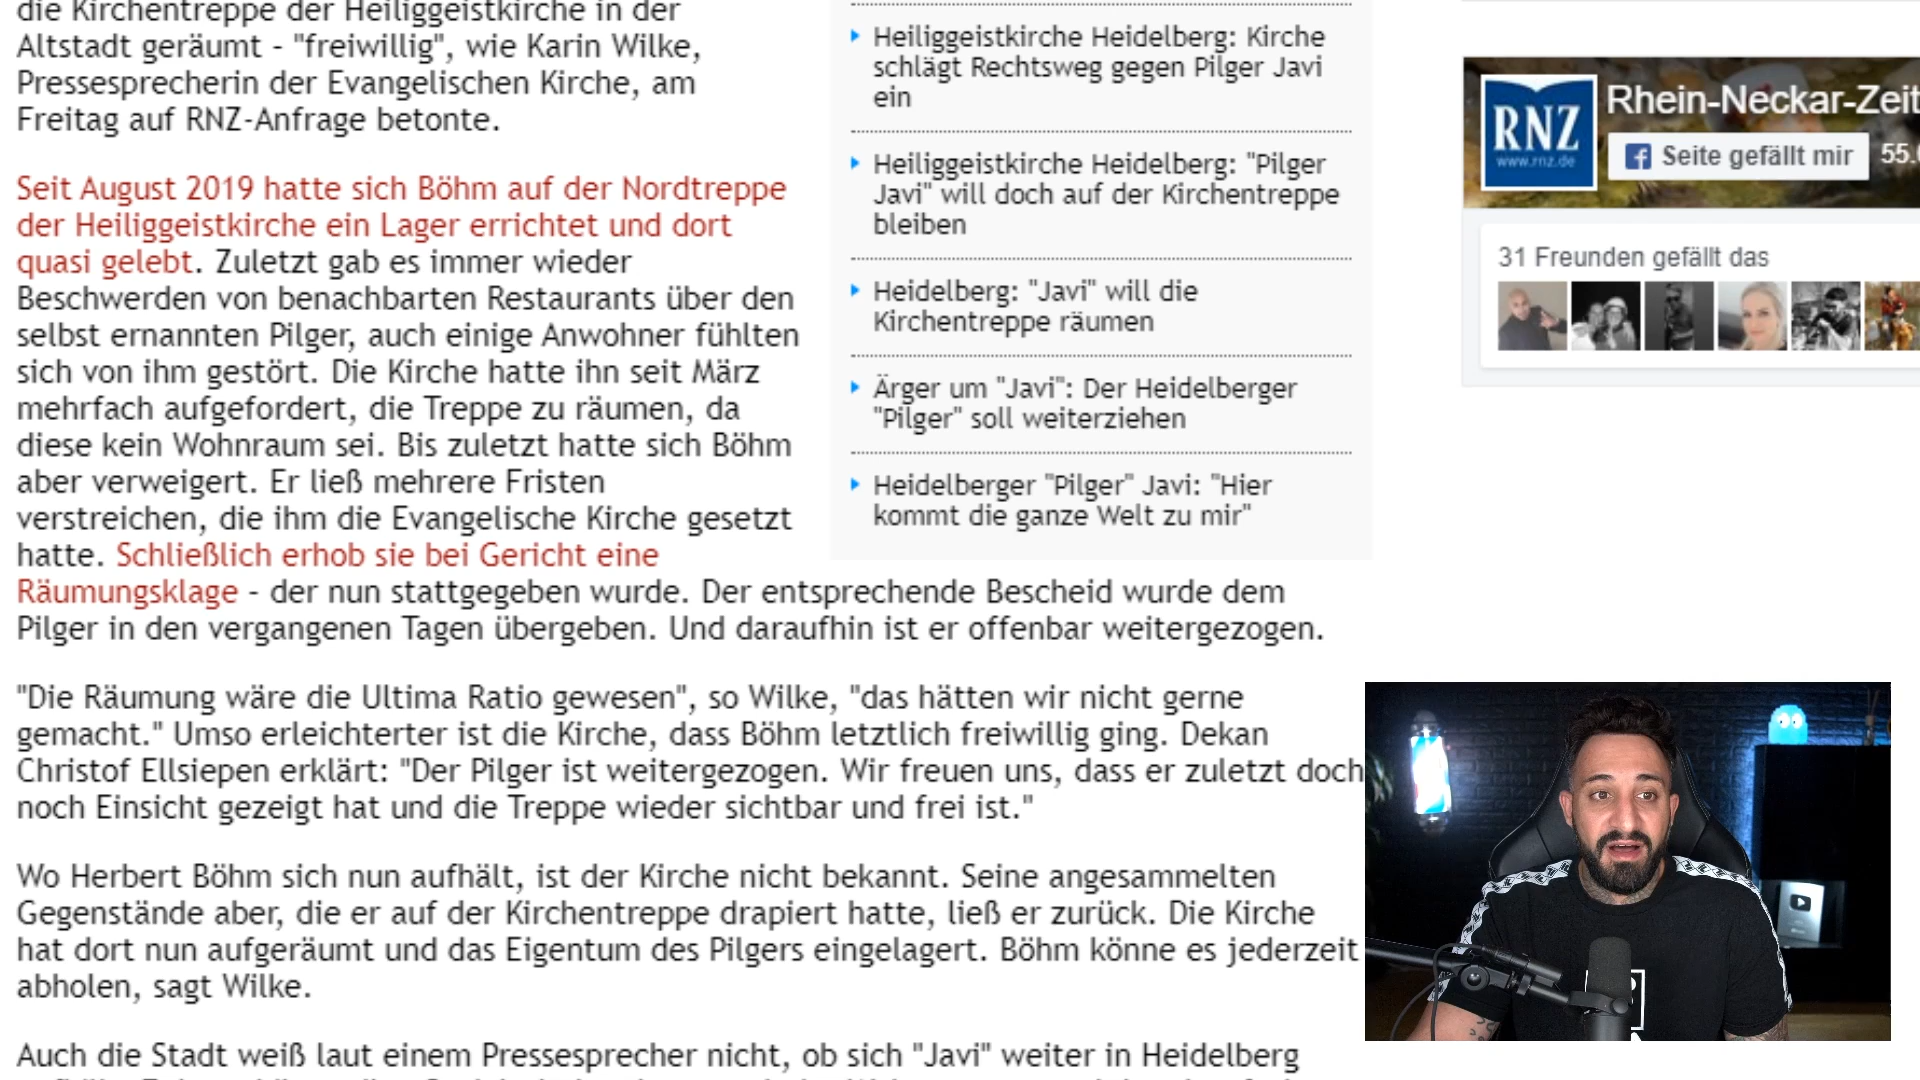 die Kirchentreppe der Heiliggeistkirche in der
Altstadt geräumt - "freiwillig", wie Karin Wilke,
Pressesprecherin der Evangelischen Kirche, am
Freitag auf RNZ-Anfrage betonte.
Seit August 2019 hatte sich Böhm auf der Nordtreppe
der Heiliggeistkirche ein Lager errichtet und dort
quasi gelebt. Zuletzt gab es immer wieder
Beschwerden von benachbarten Restaurants über den
selbst ernannten Pilger, auch einige Anwohner fühlten
sich von ihm gestört. Die Kirche hatte ihn seit März
mehrfach aufgefordert, die Treppe zu räumen, da
diese kein Wohnraum sei. Bis zuletzt hatte sich Böhm
aber verweigert. Er ließ mehrere Fristen
verstreichen, die ihm die Evangelische Kirche gesetzt
hatte. Schließlich erhob sie bei Gericht eine
Räumungsklage - der nun stattgegeben wurde. Der entsprechende Bescheid wurde dem
Pilger in den vergangenen Tagen übergeben. Und daraufhin ist er offenbar weitergezogen.
"Die Räumung wäre die Ultima Ratio gewesen", so Wilke, "das hätten wir nicht gerne
gemacht." Umso erleichterter ist die Kirche, dass Böhm letztlich freiwillig ging. Dekan
Christof Ellsiepen erklärt: "Der Pilger ist weitergezogen. Wir freuen uns, dass er zuletzt doch
noch Einsicht gezeigt hat und die Treppe wieder sichtbar und frei ist."
Wo Herbert Böhm sich nun aufhält, ist der Kirche nicht bekannt. Seine angesammelten
Gegenstände aber, die er auf der Kirchentreppe drapiert hatte, ließ er zurück. Die Kirche
hat dort nun aufgeräumt und das Eigentum des Pilgers eingelagert. Böhm könne es jederzeit
abholen, sagt Wilke.
Auch die Stadt weiß laut einem Pressesprecher nicht, ob sich "Javi" weiter in Heidelberg
Heiliggeistkirche Heidelberg: Kirche
schlägt Rechtsweg gegen Pilger Javi
ein
Heiliggeistkirche Heidelberg: "Pilger
Javi" will doch auf der Kirchentreppe
bleiben
Heidelberg: "Javi" will die
Kirchentreppe räumen
Ärger um "Javi": Der Heidelberger
"Pilger" soll weiterziehen
Heidelberger "Pilger" Javi: "Hier
kommt die ganze Welt zu mir"
RNZ
www.rnz.de
Rhein-Neckar-Zeit
Seite gefällt mir
55.
31 Freunden gefällt das